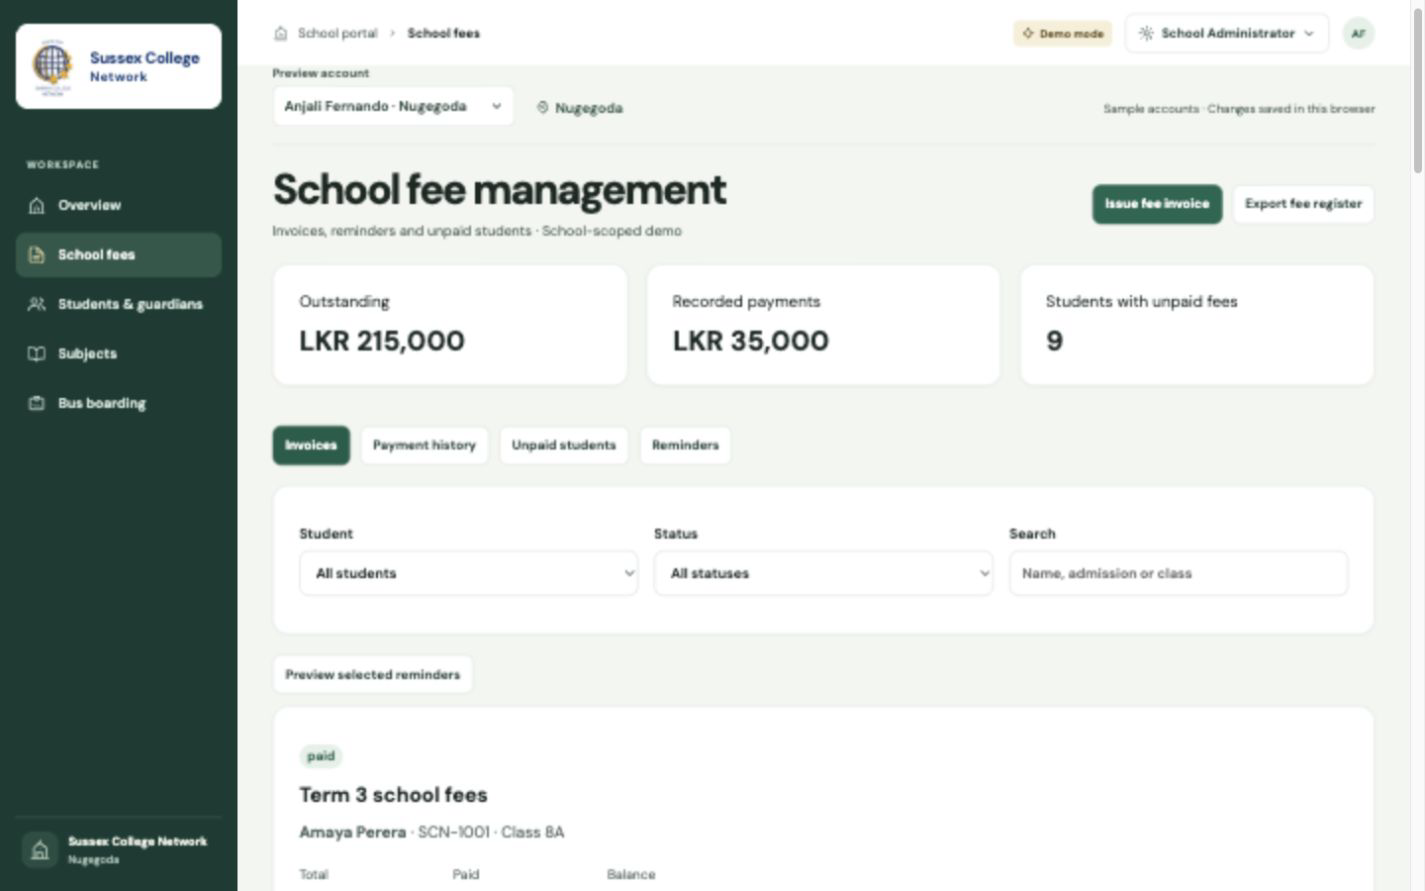 Sussex College
Network
WORKSPACE
Overview
School fees
Students & guardians
Subjects
Bus boarding
Sussex College Network
Nugegoda
School portal › School fees
Demo mode
School Administrator
AF
Preview account
Anjali Fernando · Nugegoda
Nugegoda
Sample accounts · Changes saved in this browser
School fee management
Invoices, reminders and unpaid students · School-scoped demo
Issue fee invoice
Export fee register
Outstanding
LKR 215,000
Recorded payments
LKR 35,000
Students with unpaid fees
9
Invoices
Payment history
Unpaid students
Reminders
Student
All students
Status
All statuses
Search
Name, admission or class
Preview selected reminders
paid
Term 3 school fees
Amaya Perera · SCN-1001 · Class 8A
Total Paid Balance